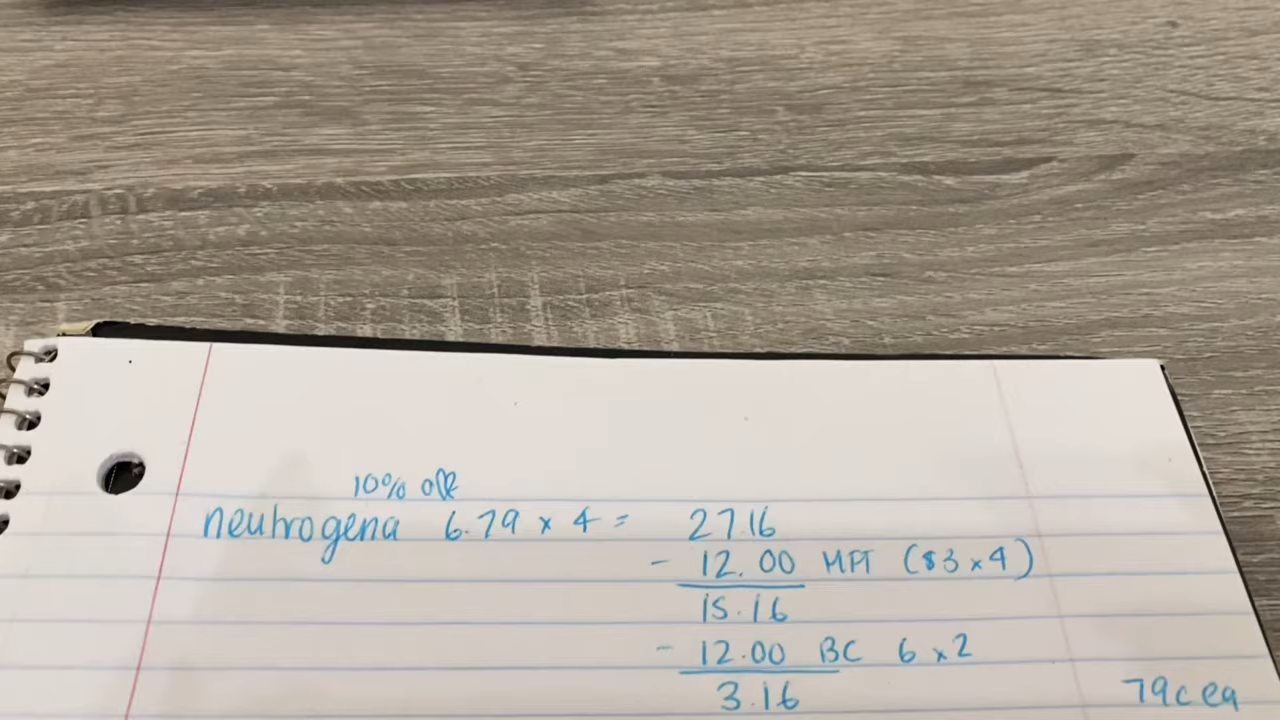 10% off
neutrogena 6.79 x 4 = 27.16
- 12.00 MPT ($3 x 4)
15.16
- 12.00 BC 6 x 2
3.16 79c ea